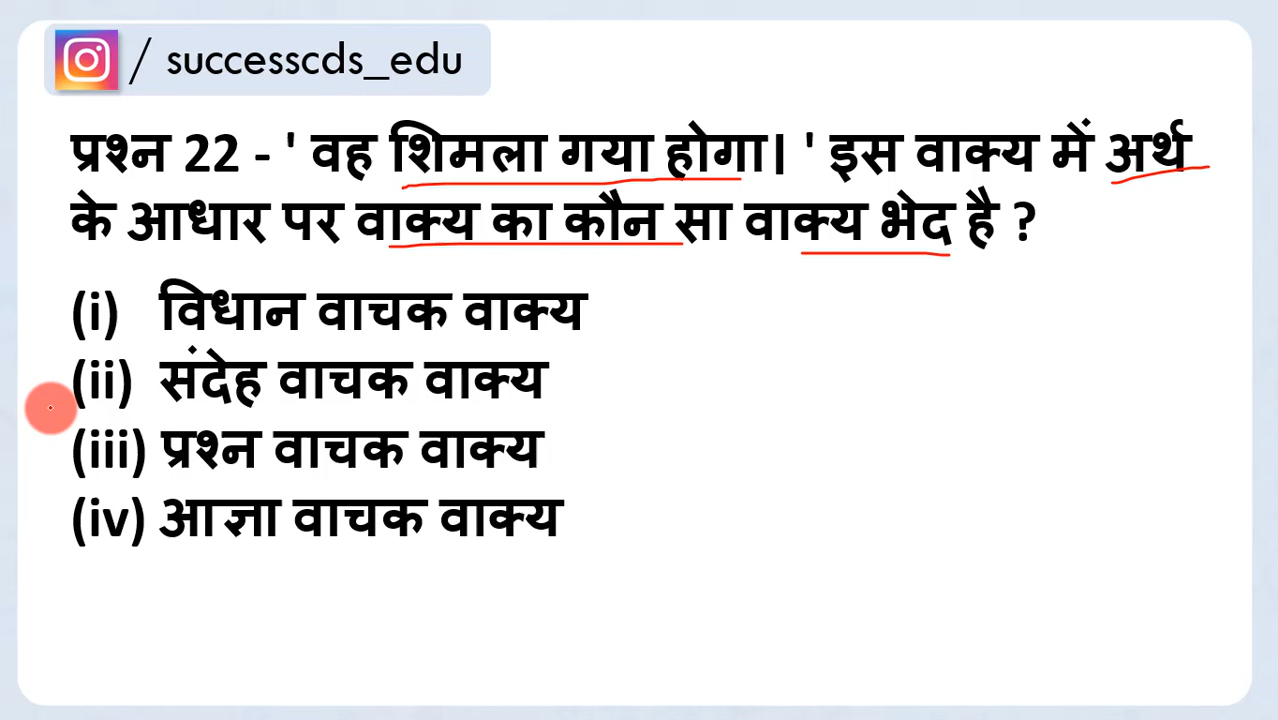 / successcds_edu
प्रश्न 22 - ' वह शिमला गया होगा। ' इस वाक्य में अर्थ
के आधार पर वाक्य का कौन सा वाक्य भेद है ?
(i) विधान वाचक वाक्य
(ii) संदेह वाचक वाक्य
(iii) प्रश्न वाचक वाक्य
(iv) आज्ञा वाचक वाक्य